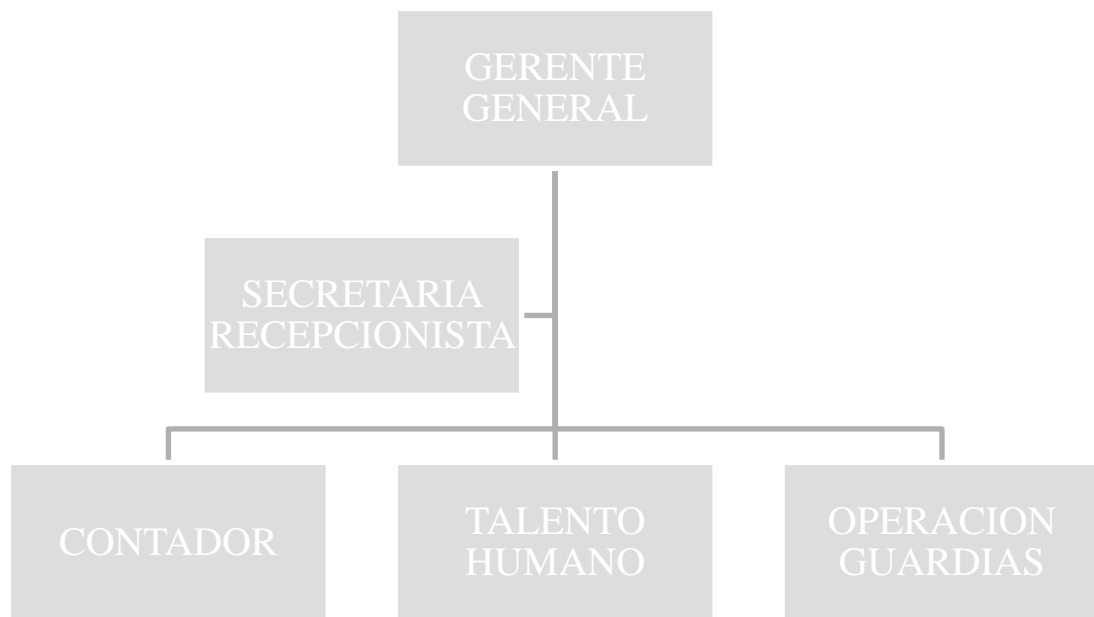 GERENTE
GENERAL
SECRETARIA
RECEPCIONISTA
CONTADOR
TALENTO
HUMANO
OPERACION
GUARDIAS